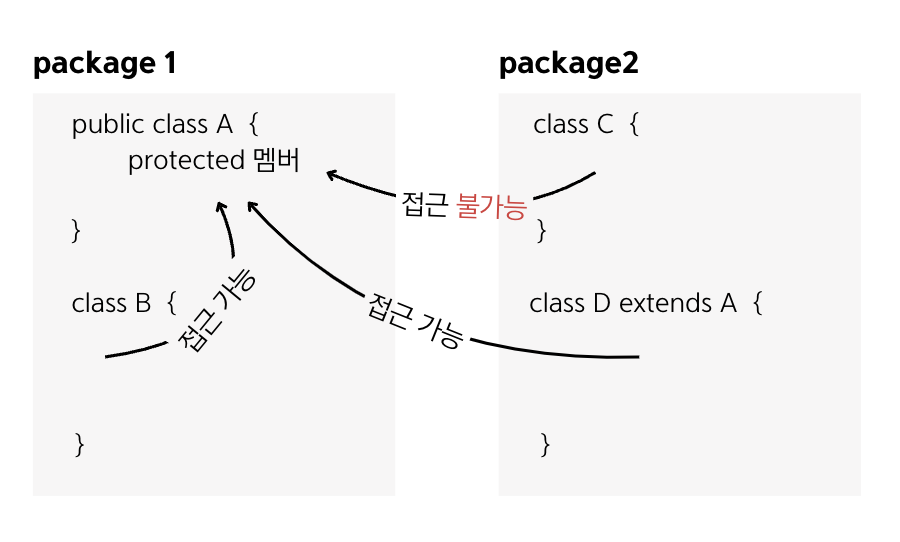 package 1
public class A {
protected 멤버
}
class B {
}
접근 가능
접근 가능
접근 불가능
package2
class C {
}
class D extends A {
}